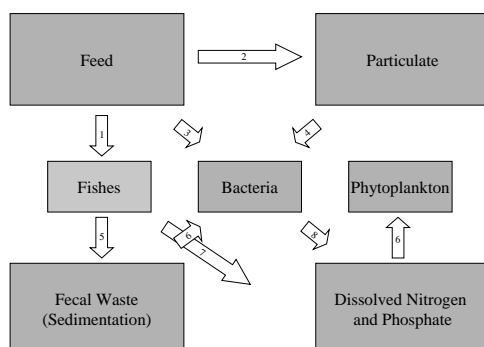 Feed
2
Particulate
1
3
4
Fishes
Bacteria
Phytoplankton
5
6
7
8
6
Fecal Waste
(Sedimentation)
Dissolved Nitrogen
and Phosphate